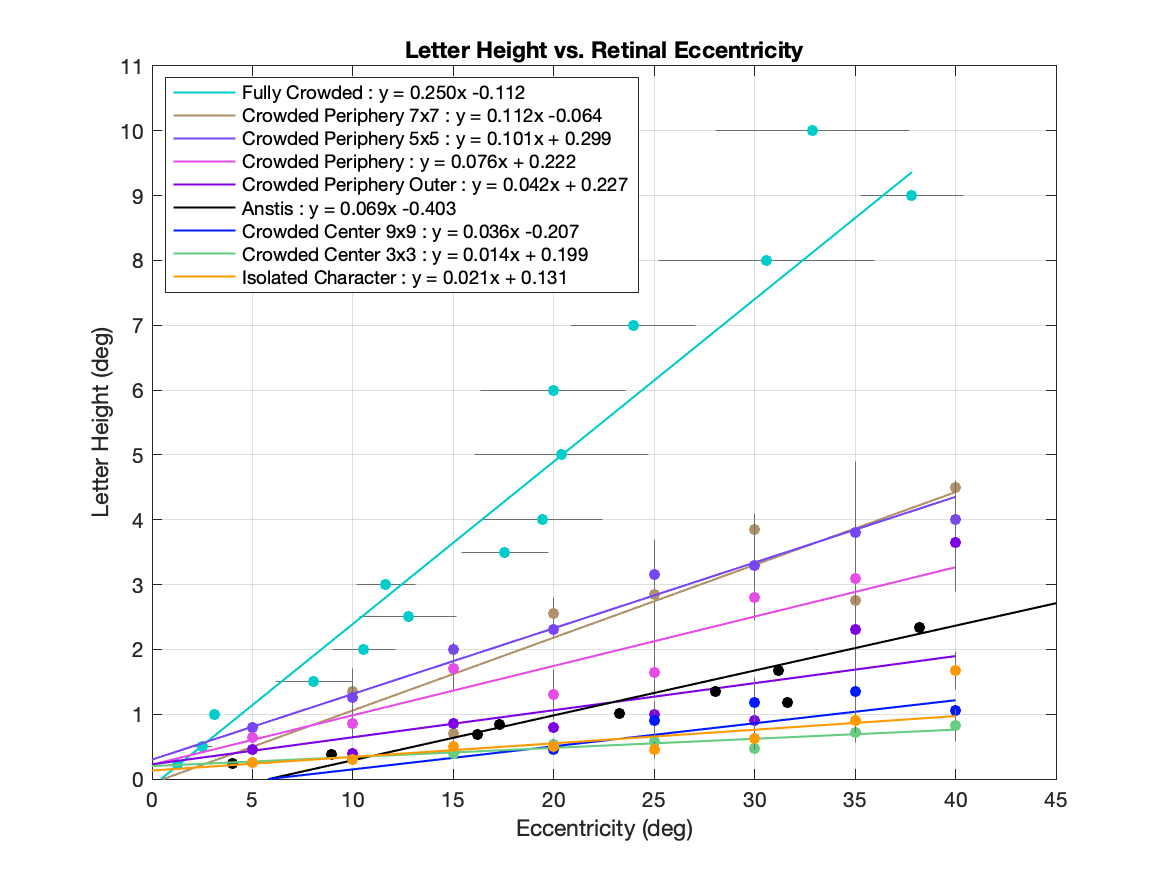 Letter Height vs. Retinal Eccentricity
Fully Crowded : y = 0.250x -0.112
Crowded Periphery 7x7 : y = 0.112x -0.064
Crowded Periphery 5x5 : y = 0.101x + 0.299
Crowded Periphery : y = 0.076x + 0.222
Crowded Periphery Outer : y = 0.042x + 0.227
Anstis : y = 0.069x -0.403
Crowded Center 9x9 : y = 0.036x -0.207
Crowded Center 3x3 : y = 0.014x + 0.199
Isolated Character : y = 0.021x + 0.131
Letter Height (deg)
11
10
9
8
7
6
5
4
3
2
1
0
0 5 10 15 20 25 30 35 40 45
Eccentricity (deg)